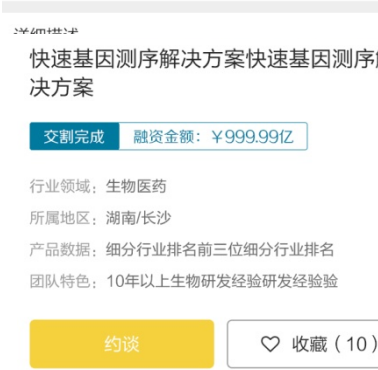 详细描述
快速基因测序解决方案快速基因测序
决方案
交割完成 融资金额：￥999.99亿
行业领域：生物医药
所属地区：湖南/长沙
产品数据：细分行业排名前三位细分行业排名
团队特色：10年以上生物研发经验研发经验验
约谈 收藏（10）